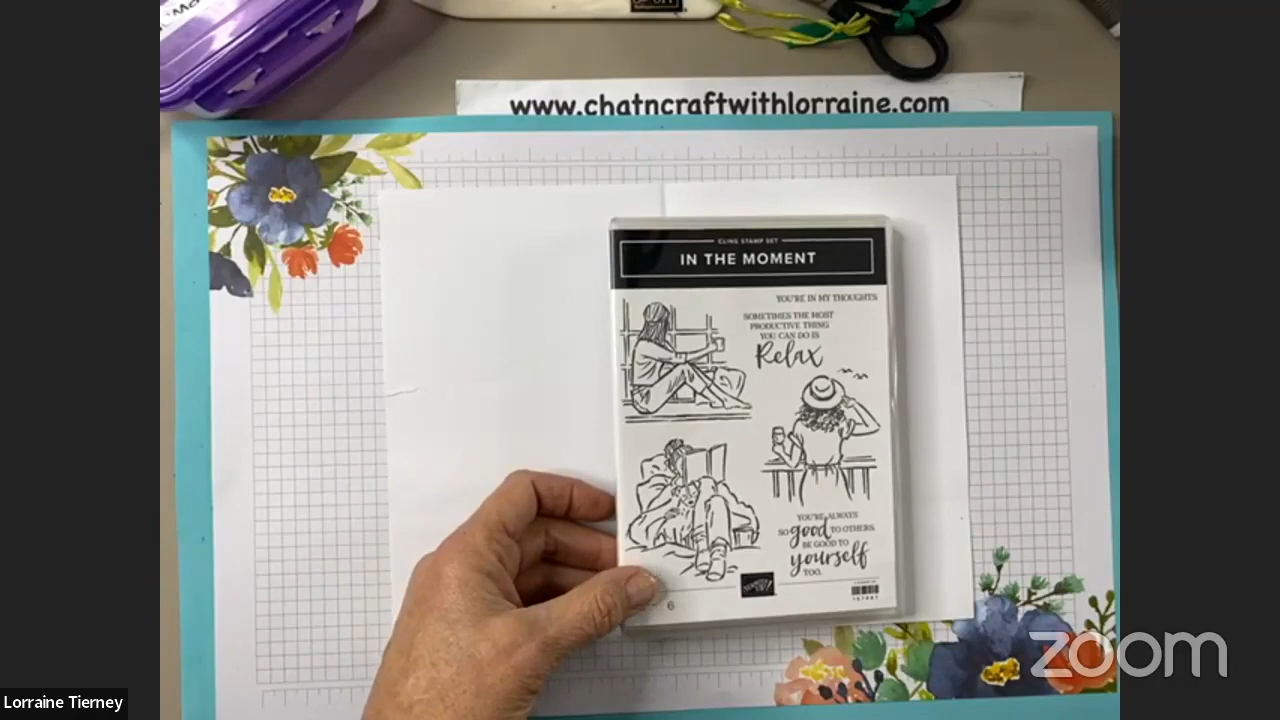 www.chatncraftwithlorraine.com
CLING STAMP SET
IN THE MOMENT
YOU'RE IN MY THOUGHTS
SOMETIMES THE MOST
PRODUCTIVE THING
YOU CAN DO IS
Relax
YOU'RE ALWAYS
SO good TO OTHERS.
BE GOOD TO
yourself
TOO.
6
zoom
Lorraine Tierney